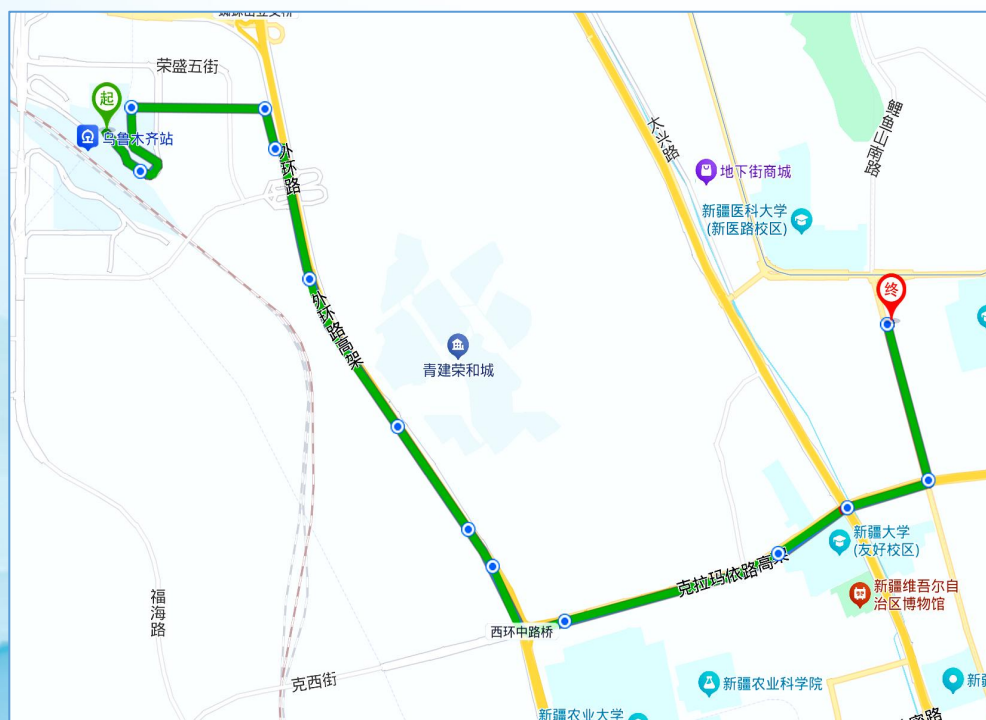 荣盛五街
起
乌鲁木齐站
外环路
太兴路
鲤鱼山南路
地下街商城
新疆医科大学
(新医路校区)
终
外环路高架
青建荣和城
新疆大学
(友好校区)
克拉玛依路高架
新疆维吾尔自
治区博物馆
福海路
西环中路桥
克西街
新疆农业科学院
新疆农业大学